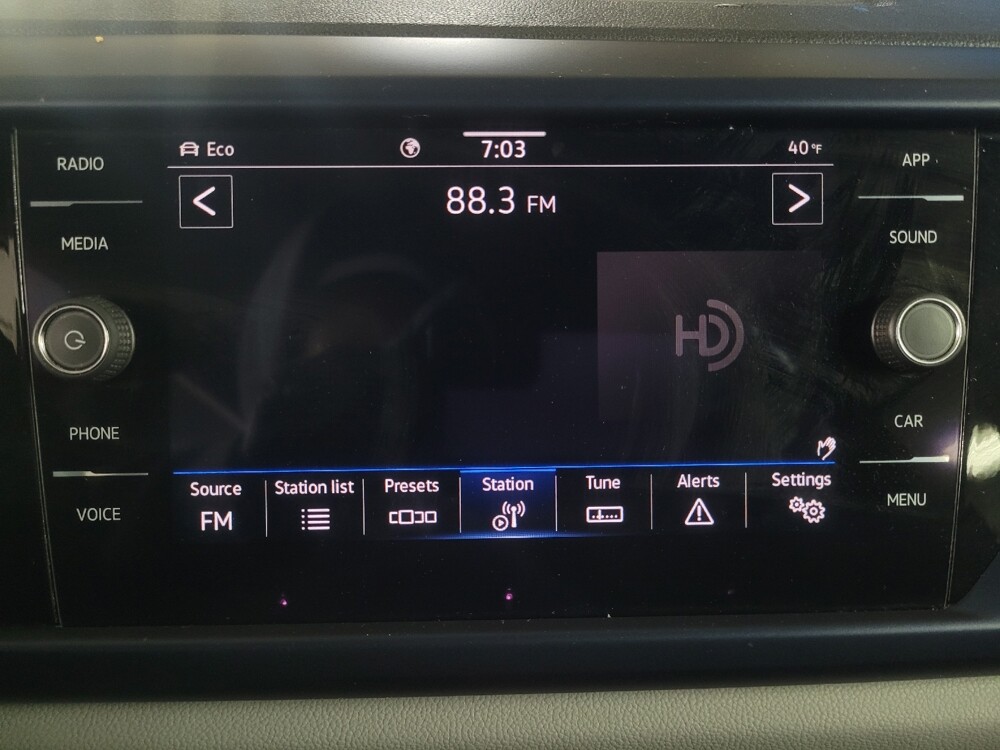 RADIO
MEDIA
PHONE
VOICE
Eco
7:03
40°F
88.3 FM
HD
Source
FM
Station list
Presets
Station
Tune
Alerts
Settings
APP
SOUND
CAR
MENU